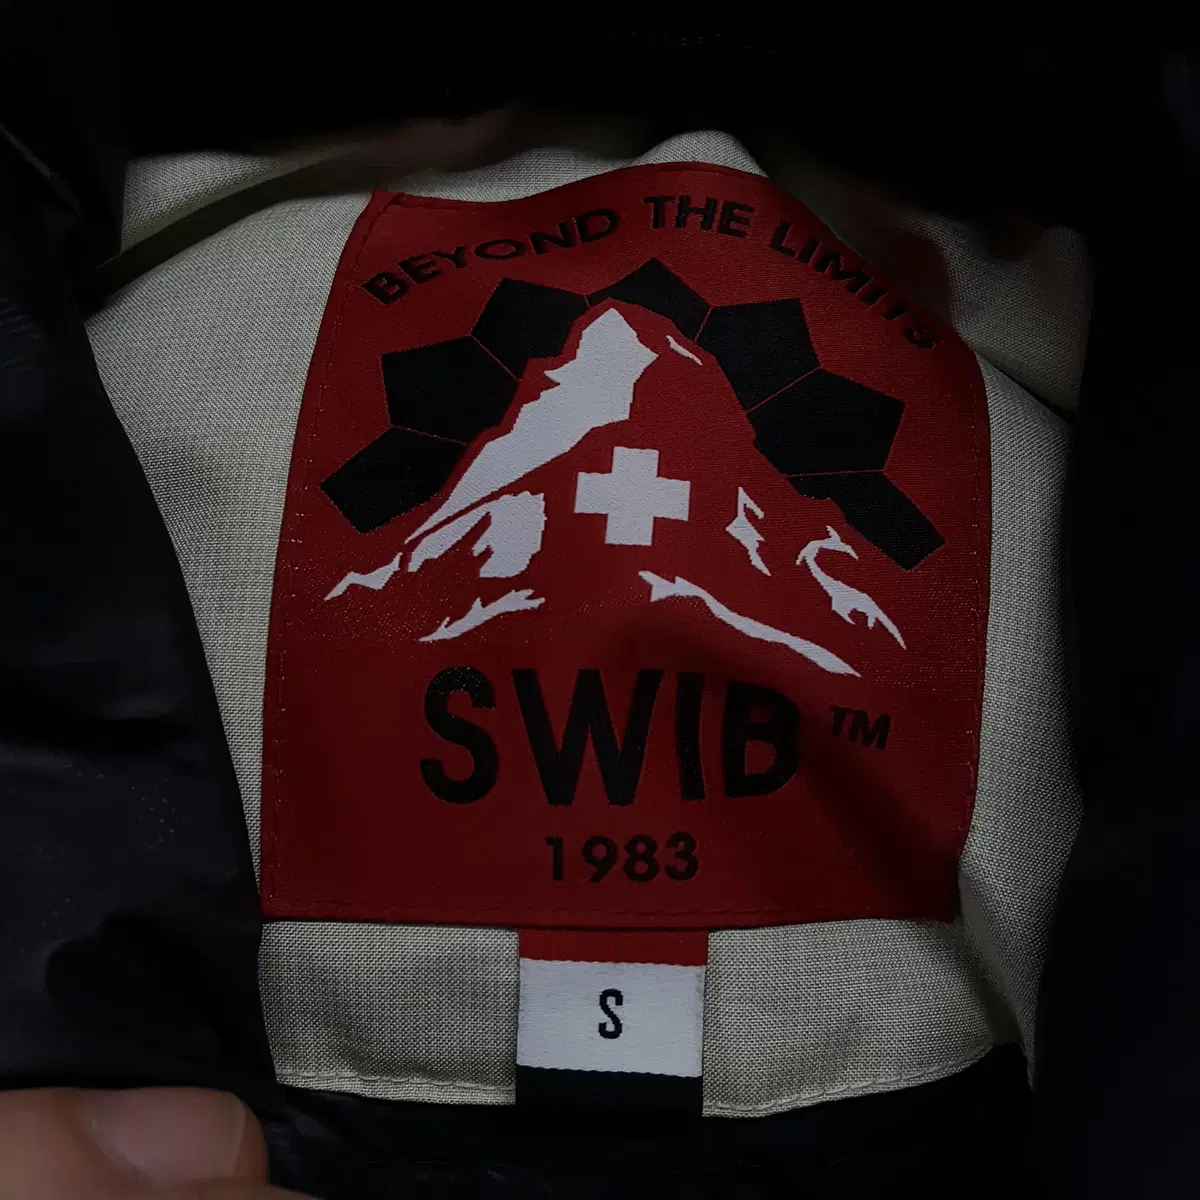 BEYOND THE LIMITS
SWIB™
1983
S